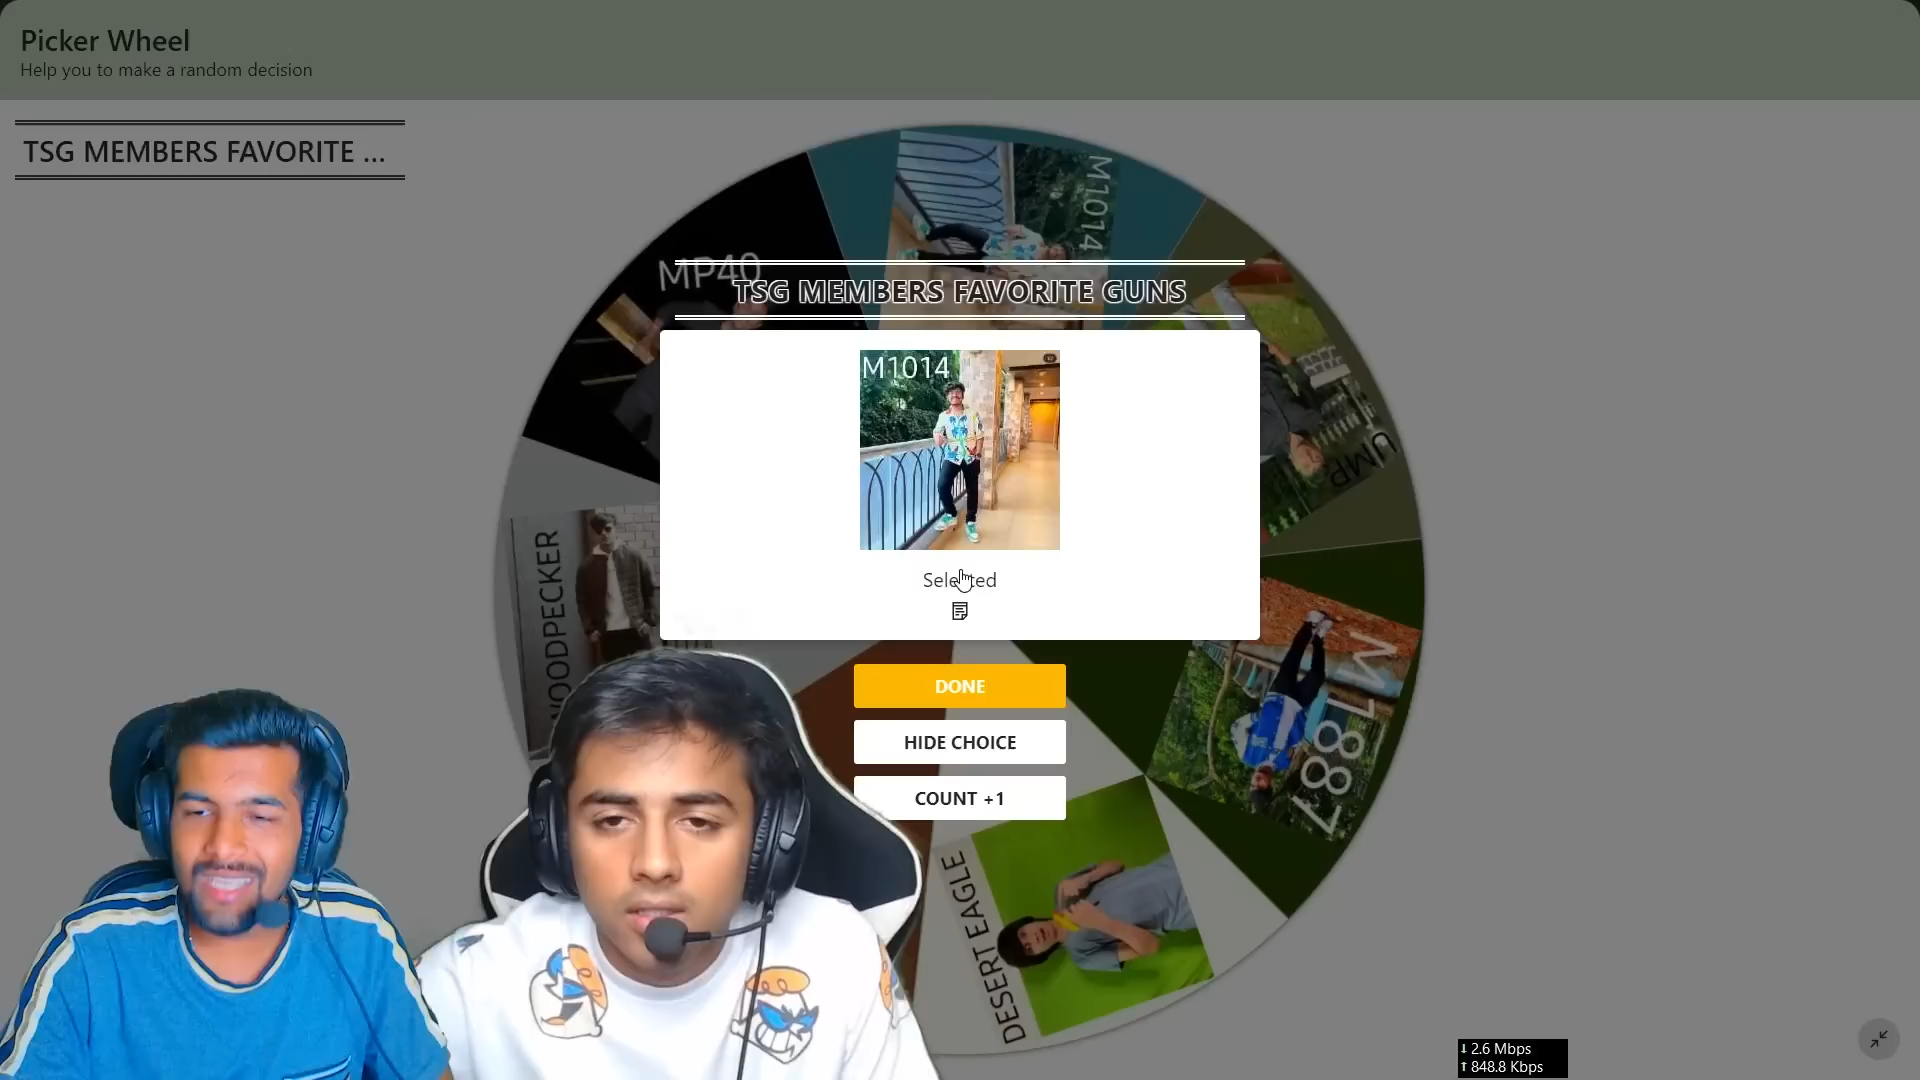 Picker Wheel
Help you to make a random decision
TSG MEMBERS FAVORITE ...
M1014
MP40
TSG MEMBERS FAVORITE GUNS
M1014
UMP
WOODPECKER
Selected
DONE
HIDE CHOICE
COUNT +1
M1887
DESERT EAGLE
↓ 2.6 Mbps
↑ 848.8 Kbps